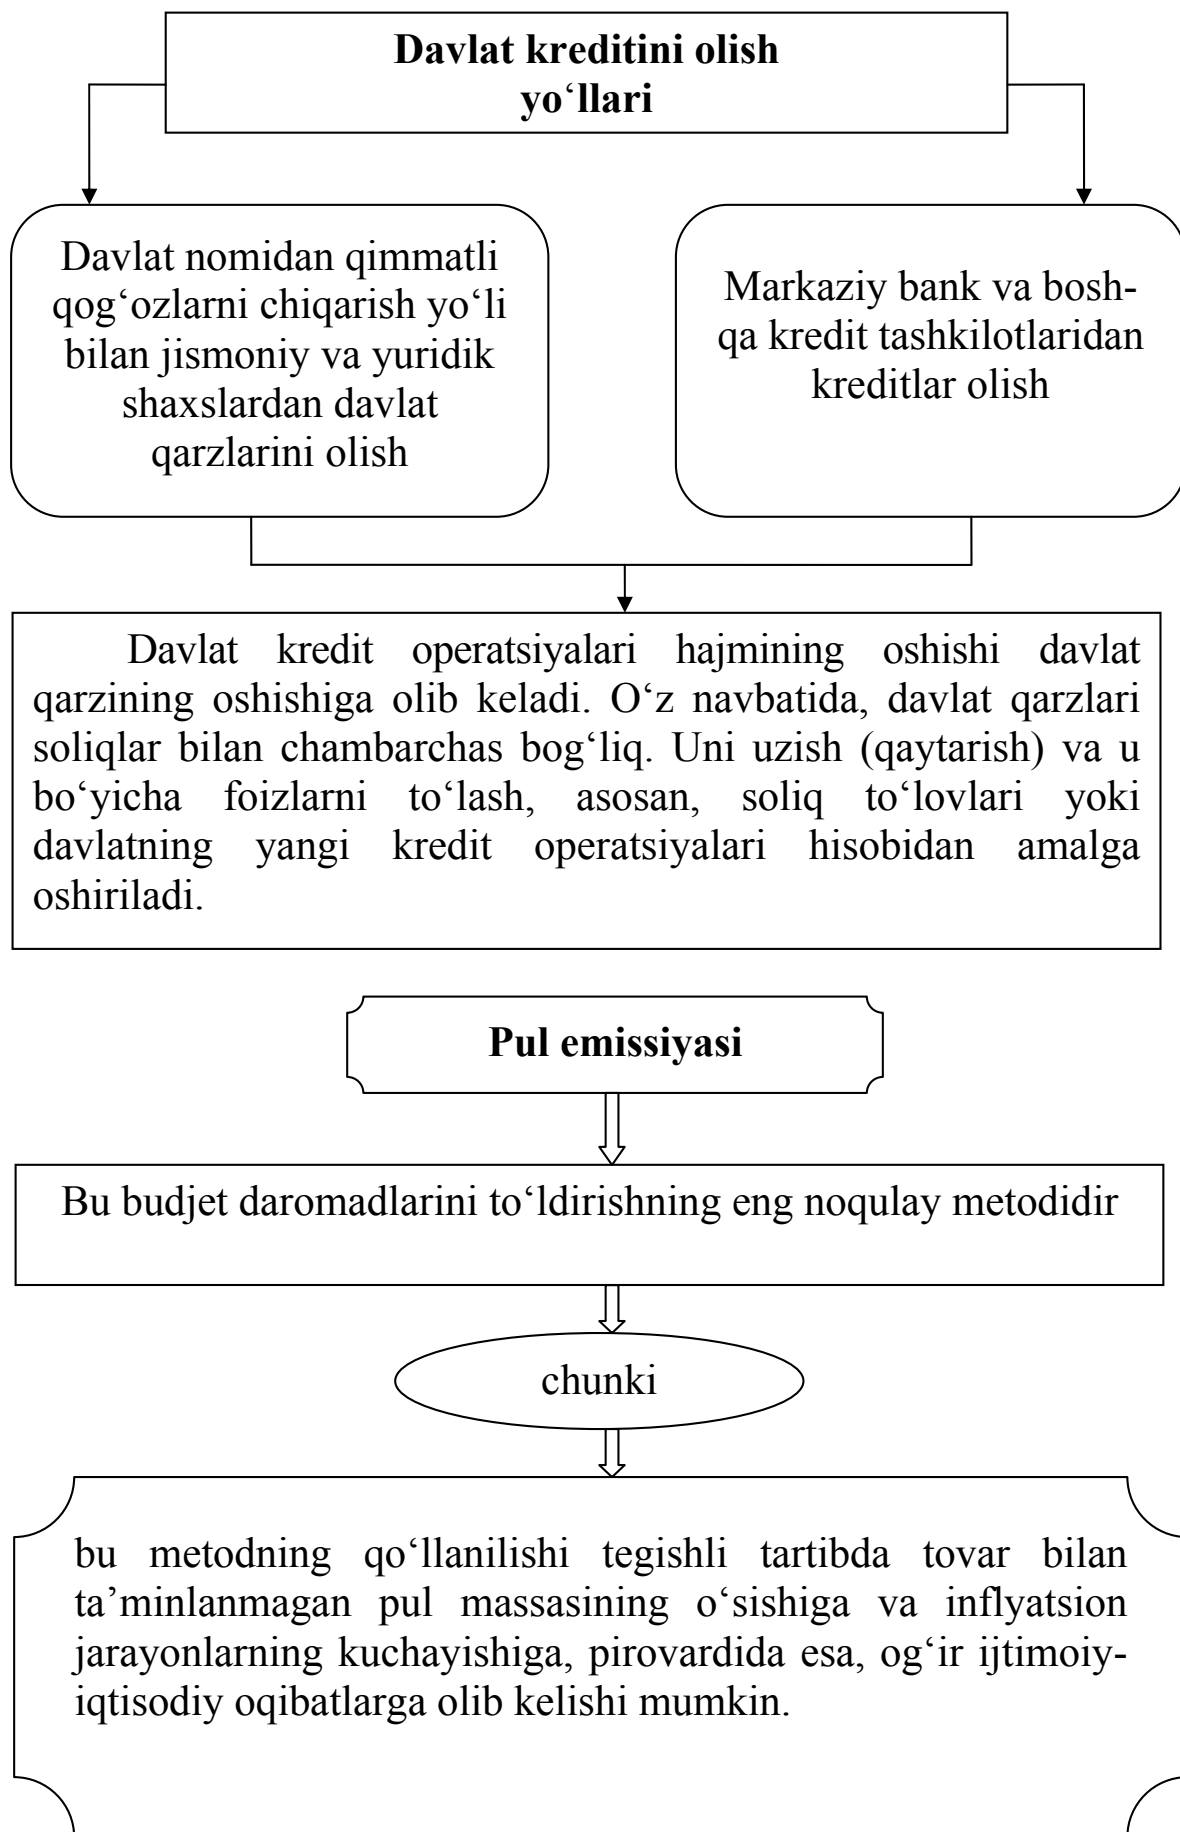 Davlat kreditini olish
yo‘llari
Davlat nomidan qimmatli
qog‘ozlarni chiqarish yo‘li
bilan jismoniy va yuridik
shaxslardan davlat
qarzlarini olish
Markaziy bank va bosh-
qa kredit tashkilotlaridan
kreditlar olish
Davlat kredit operatsiyalari hajmining oshishi davlat
qarzining oshishiga olib keladi. O‘z navbatida, davlat qarzlari
soliqlar bilan chambarchas bog‘liq. Uni uzish (qaytarish) va u
bo‘yicha foizlarni to‘lash, asosan, soliq to‘lovlari yoki
davlatning yangi kredit operatsiyalari hisobidan amalga
oshiriladi.
Pul emissiyasi
Bu budjet daromadlarini to‘ldirishning eng noqulay metodidir
chunki
bu metodning qo‘llanilishi tegishli tartibda tovar bilan
ta’minlanmagan pul massasining o‘sishiga va inflyatsion
jarayonlarning kuchayishiga, pirovardida esa, og‘ir ijtimoiy-
iqtisodiy oqibatlarga olib kelishi mumkin.